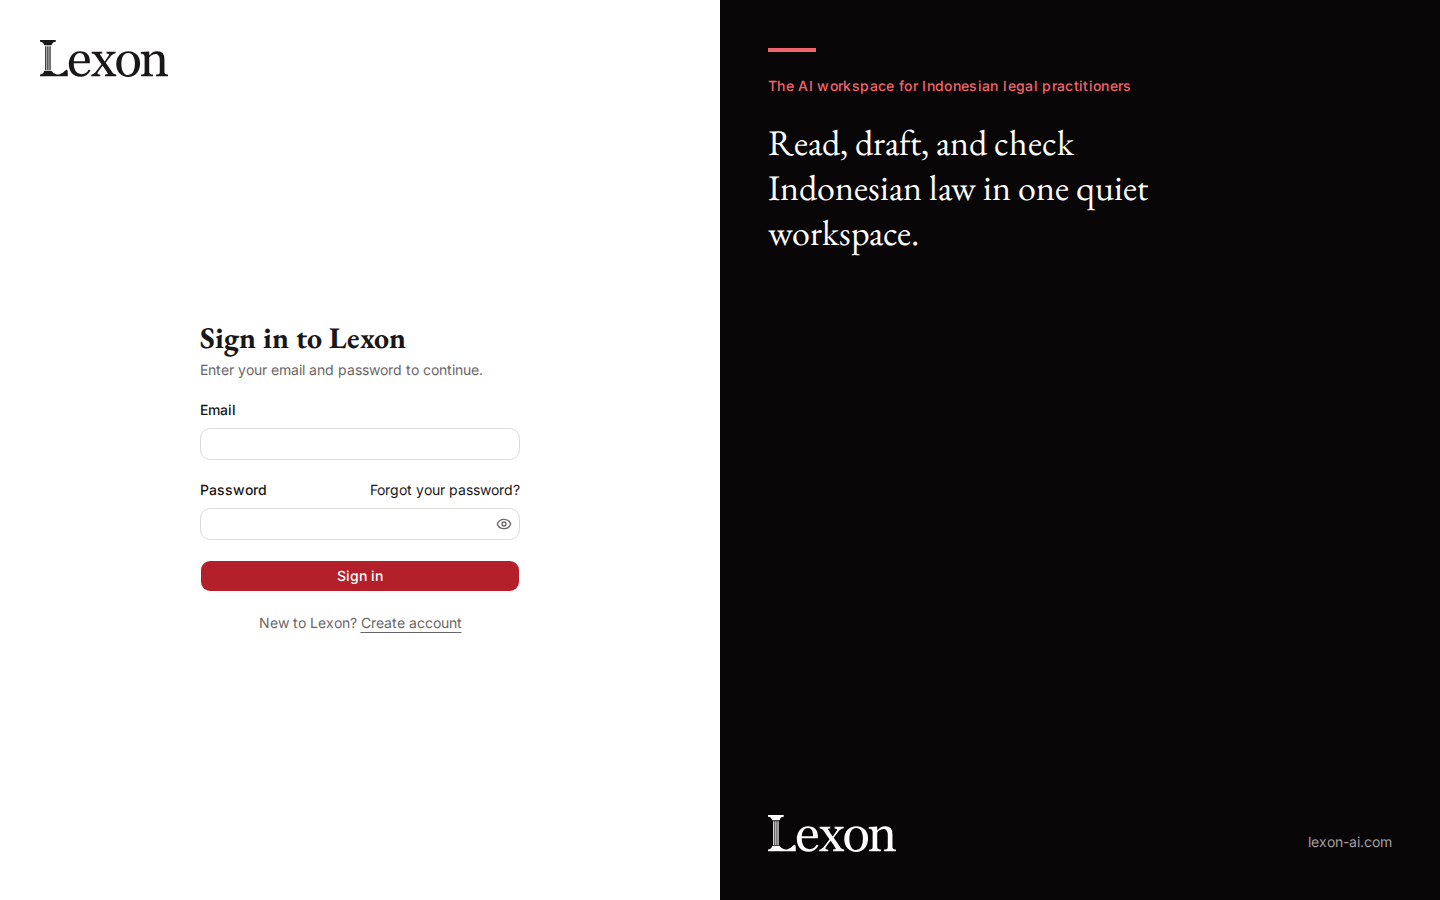 Lexon
Sign in to Lexon
Enter your email and password to continue.
Email
Password
Forgot your password?
Sign in
New to Lexon? Create account
The AI workspace for Indonesian legal practitioners
Read, draft, and check
Indonesian law in one quiet
workspace.
Lexon
lexon-ai.com